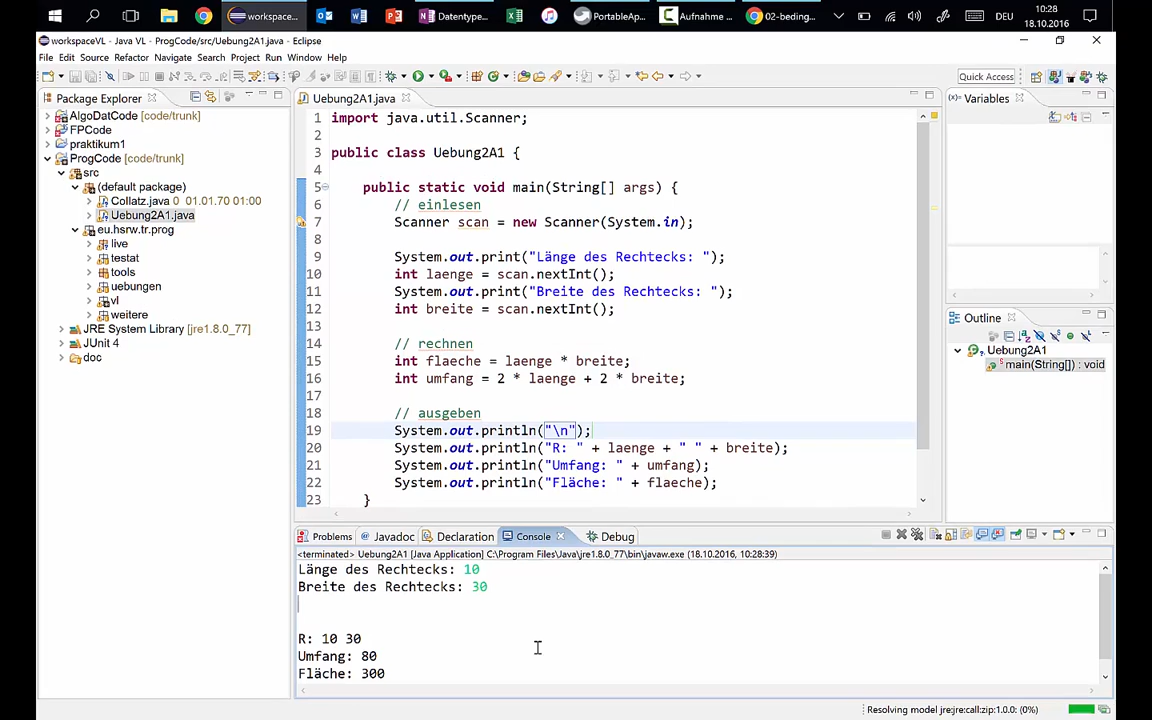 workspace...
Datentype...
PortableAp...
Aufnahme ...
02-beding...
DEU
10:28
18.10.2016
workspaceVL - Java VL - ProgCode/src/Uebung2A1.java - Eclipse
File Edit Source Refactor Navigate Search Project Run Window Help
Quick Access
Package Explorer
AlgoDatCode [code/trunk]
FPCode
praktikum1
ProgCode [code/trunk]
src
(default package)
Collatz.java 0 01.01.70 01:00
Uebung2A1.java
eu.hsrw.tr.prog
live
testat
tools
uebungen
vl
weitere
JRE System Library [jre1.8.0_77]
JUnit 4
doc
Uebung2A1.java
1 import java.util.Scanner;
2
3 public class Uebung2A1 {
4
5 public static void main(String[] args) {
6 // einlesen
7 Scanner scan = new Scanner(System.in);
8
9 System.out.print("Länge des Rechtecks: ");
10 int laenge = scan.nextInt();
11 System.out.print("Breite des Rechtecks: ");
12 int breite = scan.nextInt();
13
14 // rechnen
15 int flaeche = laenge * breite;
16 int umfang = 2 * laenge + 2 * breite;
17
18 // ausgeben
19 System.out.println("\n");
20 System.out.println("R: " + laenge + " " + breite);
21 System.out.println("Umfang: " + umfang);
22 System.out.println("Fläche: " + flaeche);
23 }
Variables
Outline
Uebung2A1
main(String[]) : void
Problems Javadoc Declaration Console Debug
<terminated> Uebung2A1 [Java Application] C:\Program Files\Java\jre1.8.0_77\bin\javaw.exe (18.10.2016, 10:28:39)
Länge des Rechtecks: 10
Breite des Rechtecks: 30
R: 10 30
Umfang: 80
Fläche: 300
Resolving model jre:jre:call:zip:1.0.0: (0%)